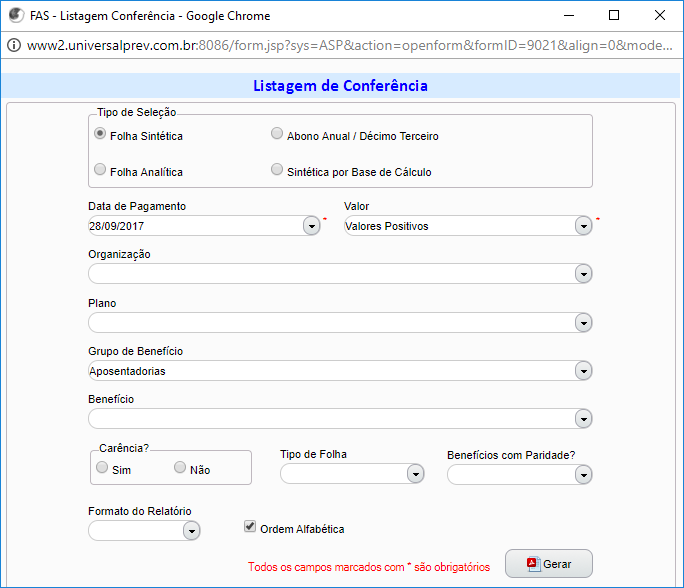 FAS - Listagem Conferência - Google Chrome
www2.universalprev.com.br:8086/form.jsp?sys=ASP&action=openform&formID=9021&align=0&mode...
Listagem de Conferência
Tipo de Seleção
Folha Sintética Abono Anual / Décimo Terceiro
Folha Analítica Sintética por Base de Cálculo
Data de Pagamento Valor
28/09/2017 * Valores Positivos *
Organização
Plano
Grupo de Benefício
Aposentadorias
Benefício
Carência? Tipo de Folha Benefícios com Paridade?
Sim Não
Formato do Relatório
Ordem Alfabética
Todos os campos marcados com * são obrigatórios Gerar